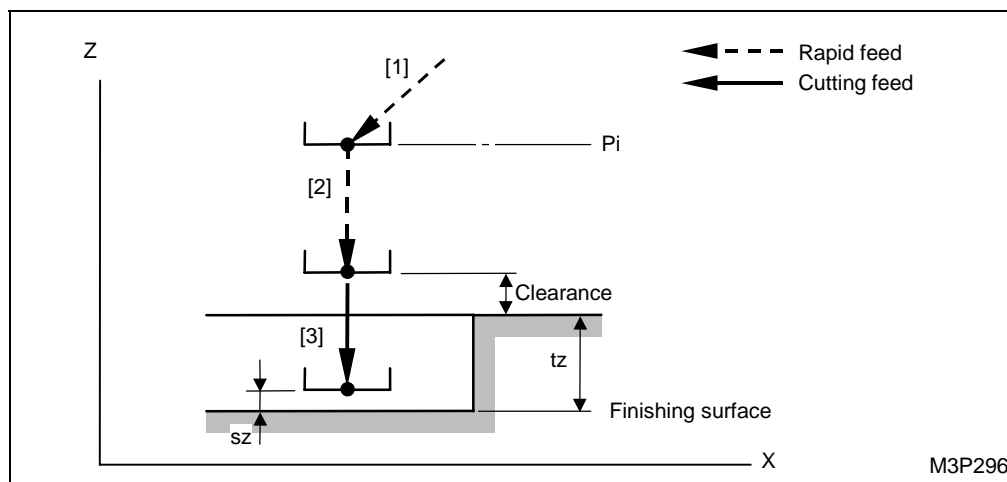 Z
[1]
Rapid feed
Cutting feed
Pi
[2]
Clearance
[3]
tz
Finishing surface
sz
X
M3P296